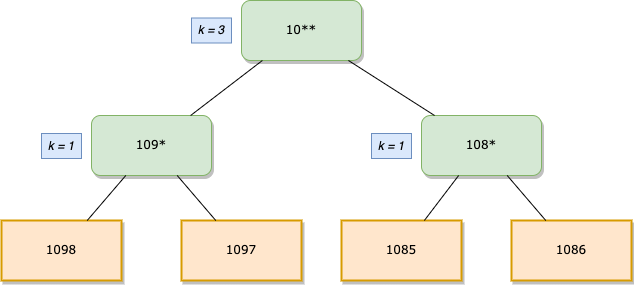 k = 3
10**
k = 1
109*
k = 1
108*
1098
1097
1085
1086